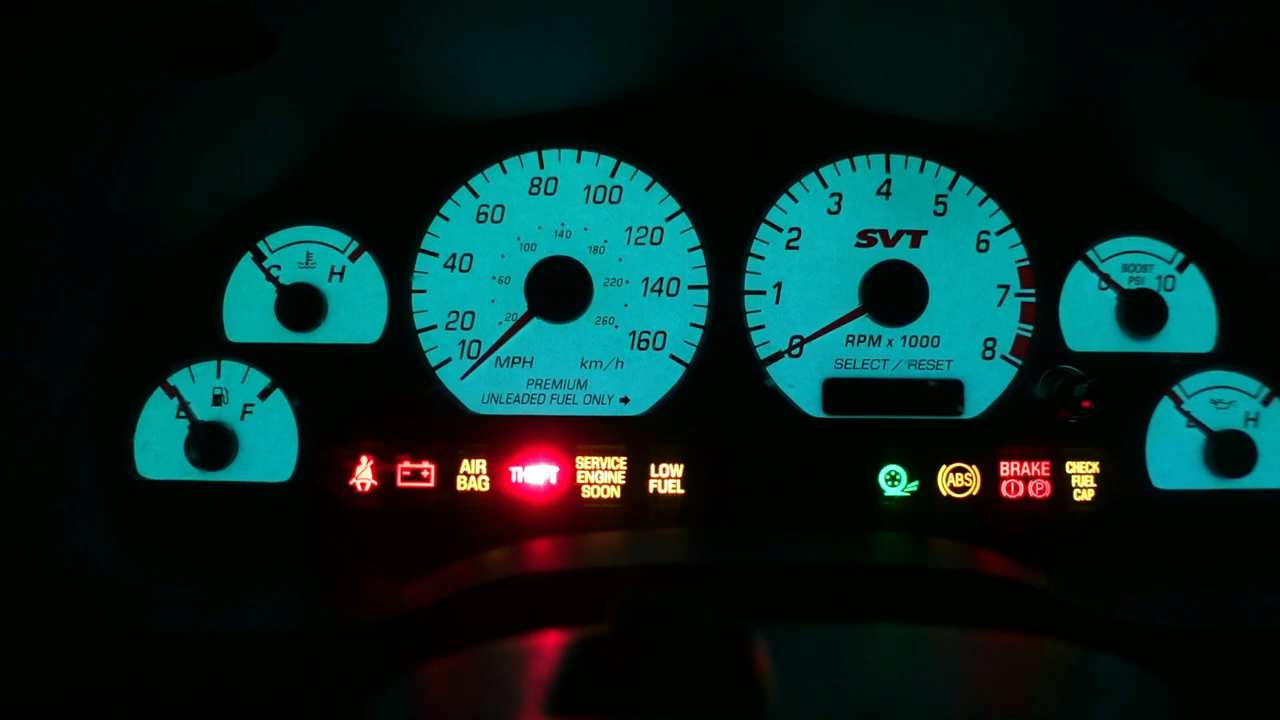 C H
E F
10 20 40 60 80 100 120 140 160
20 60 100 140 180 220 260
MPH km/h
PREMIUM
UNLEADED FUEL ONLY
0 1 2 3 4 5 6 7 8
SVT
RPM x 1000
SELECT / RESET
BOOST
PSI
0 10
L H
AIR
BAG
THEFT
SERVICE
ENGINE
SOON
LOW
FUEL
ABS
BRAKE
! P
CHECK
FUEL
CAP